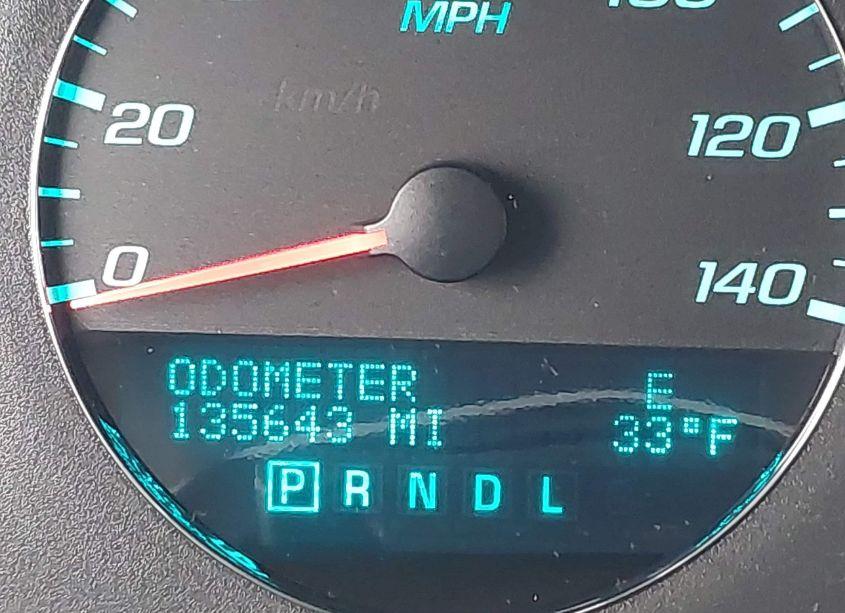 MPH
km/h
20
120
0
140
ODOMETER E
135643 MI 33°F
P R N D L